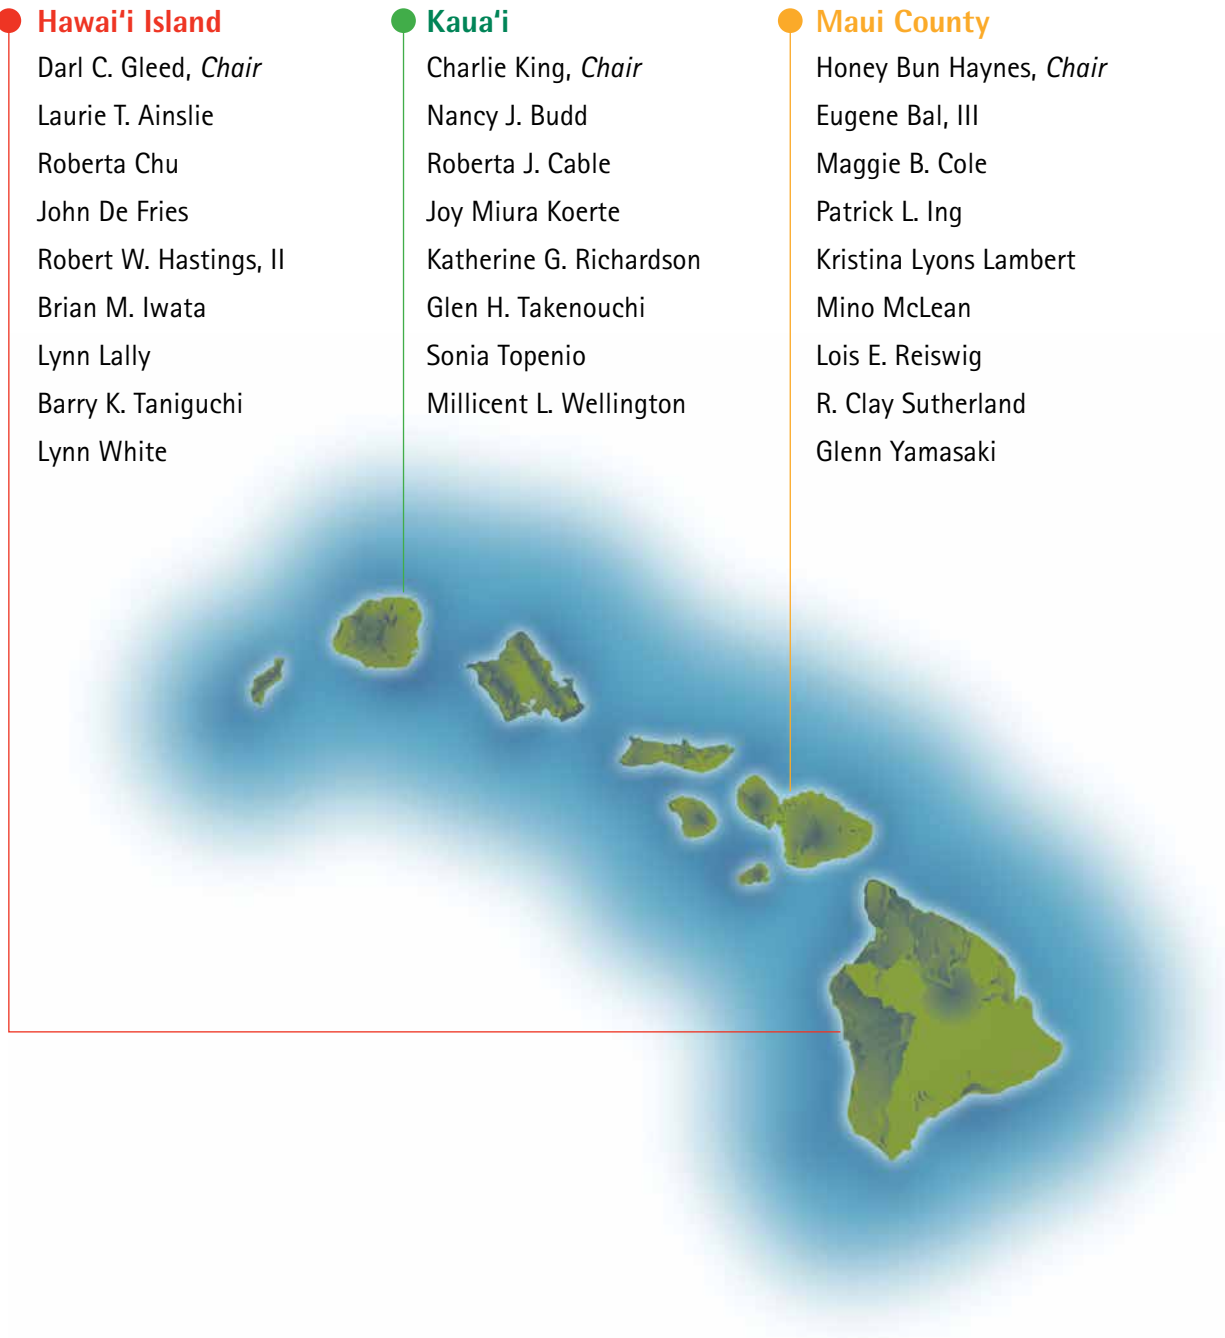 Hawai‘i Island
Darl C. Gleed, Chair
Laurie T. Ainslie
Roberta Chu
John De Fries
Robert W. Hastings, II
Brian M. Iwata
Lynn Lally
Barry K. Taniguchi
Lynn White
Kaua‘i
Charlie King, Chair
Nancy J. Budd
Roberta J. Cable
Joy Miura Koerte
Katherine G. Richardson
Glen H. Takenouchi
Sonia Topenio
Millicent L. Wellington
Maui County
Honey Bun Haynes, Chair
Eugene Bal, III
Maggie B. Cole
Patrick L. Ing
Kristina Lyons Lambert
Mino McLean
Lois E. Reiswig
R. Clay Sutherland
Glenn Yamasaki